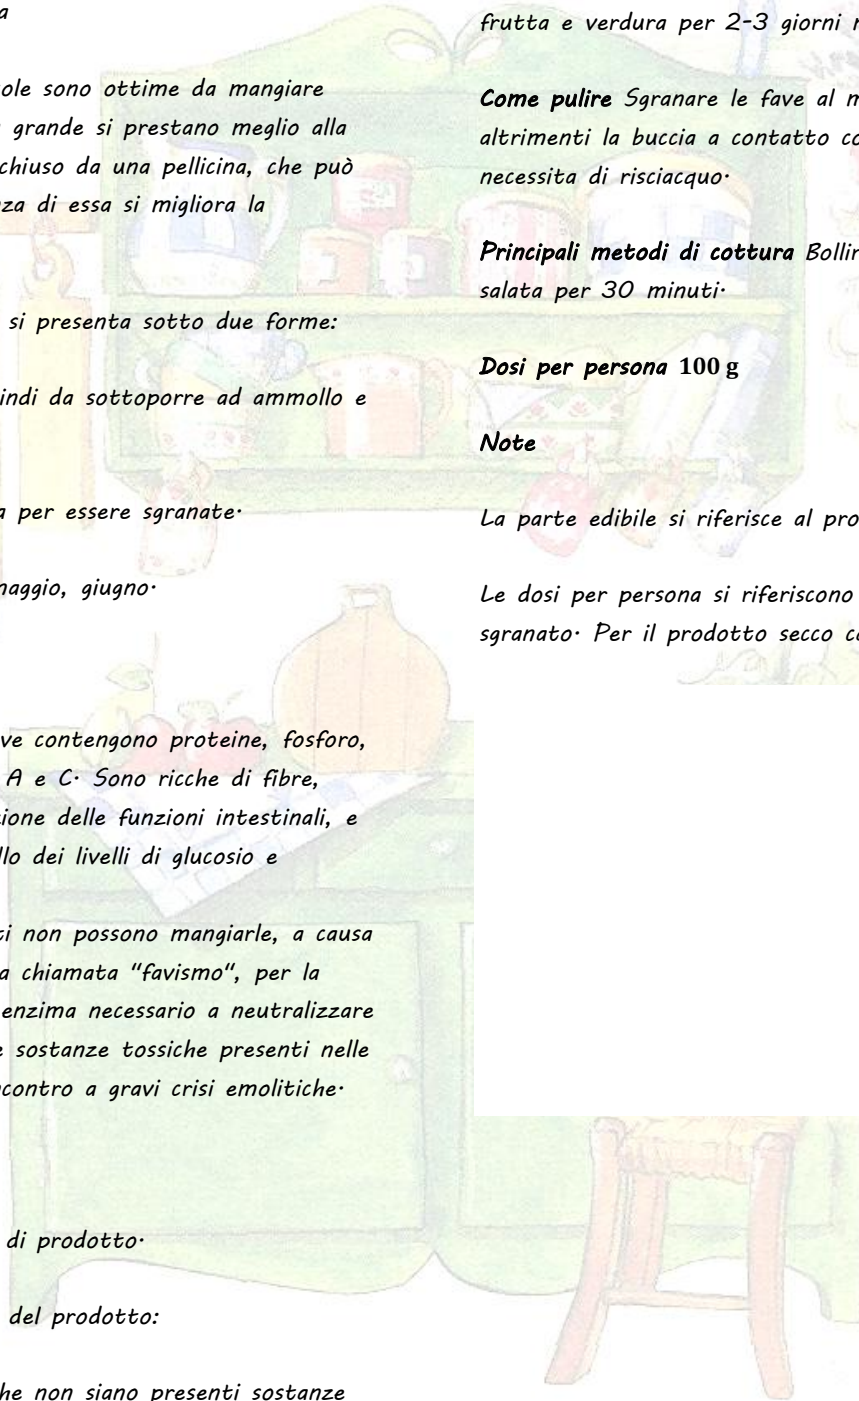 a
ole sono ottime da mangiare
grande si prestano meglio alla
chiuso da una pellicina, che può
za di essa si migliora la
si presenta sotto due forme:
indi da sottoporre ad ammollo e
a per essere sgranate·
maggio, giugno·
ve contengono proteine, fosforo,
A e C· Sono ricche di fibre,
zione delle funzioni intestinali, e
llo dei livelli di glucosio e
ti non possono mangiarle, a causa
a chiamata "favismo", per la
enzima necessario a neutralizzare
e sostanze tossiche presenti nelle
ncontro a gravi crisi emolitiche·
di prodotto·
del prodotto:
he non siano presenti sostanze
frutta e verdura per 2-3 giorni
Come pulire Sgranare le fave al m
altrimenti la buccia a contatto co
necessita di risciacquo·
Principali metodi di cottura Bollir
salata per 30 minuti·
Dosi per persona 100 g
Note
La parte edibile si riferisce al pro
Le dosi per persona si riferiscono
sgranato· Per il prodotto secco co